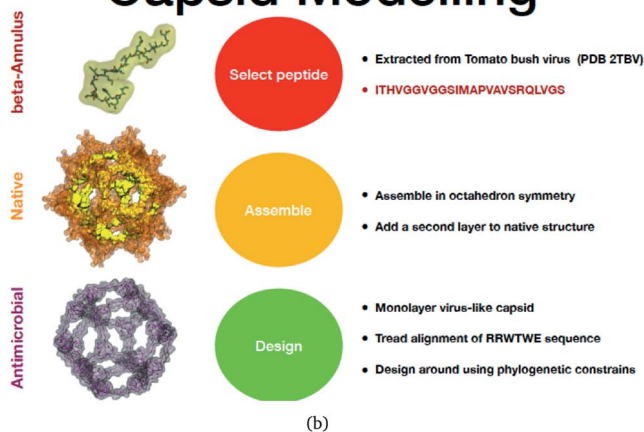 Capsid Modelling
beta-Annulus
Select peptide
• Extracted from Tomato bush virus (PDB 2TBV)
• ITHVGGVGGSIMAPVAVSRQLVGS
Native
Assemble
• Assemble in octahedron symmetry
• Add a second layer to native structure
Antimicrobial
Design
• Monolayer virus-like capsid
• Tread alignment of RRWTWE sequence
• Design around using phylogenetic constrains
(b)